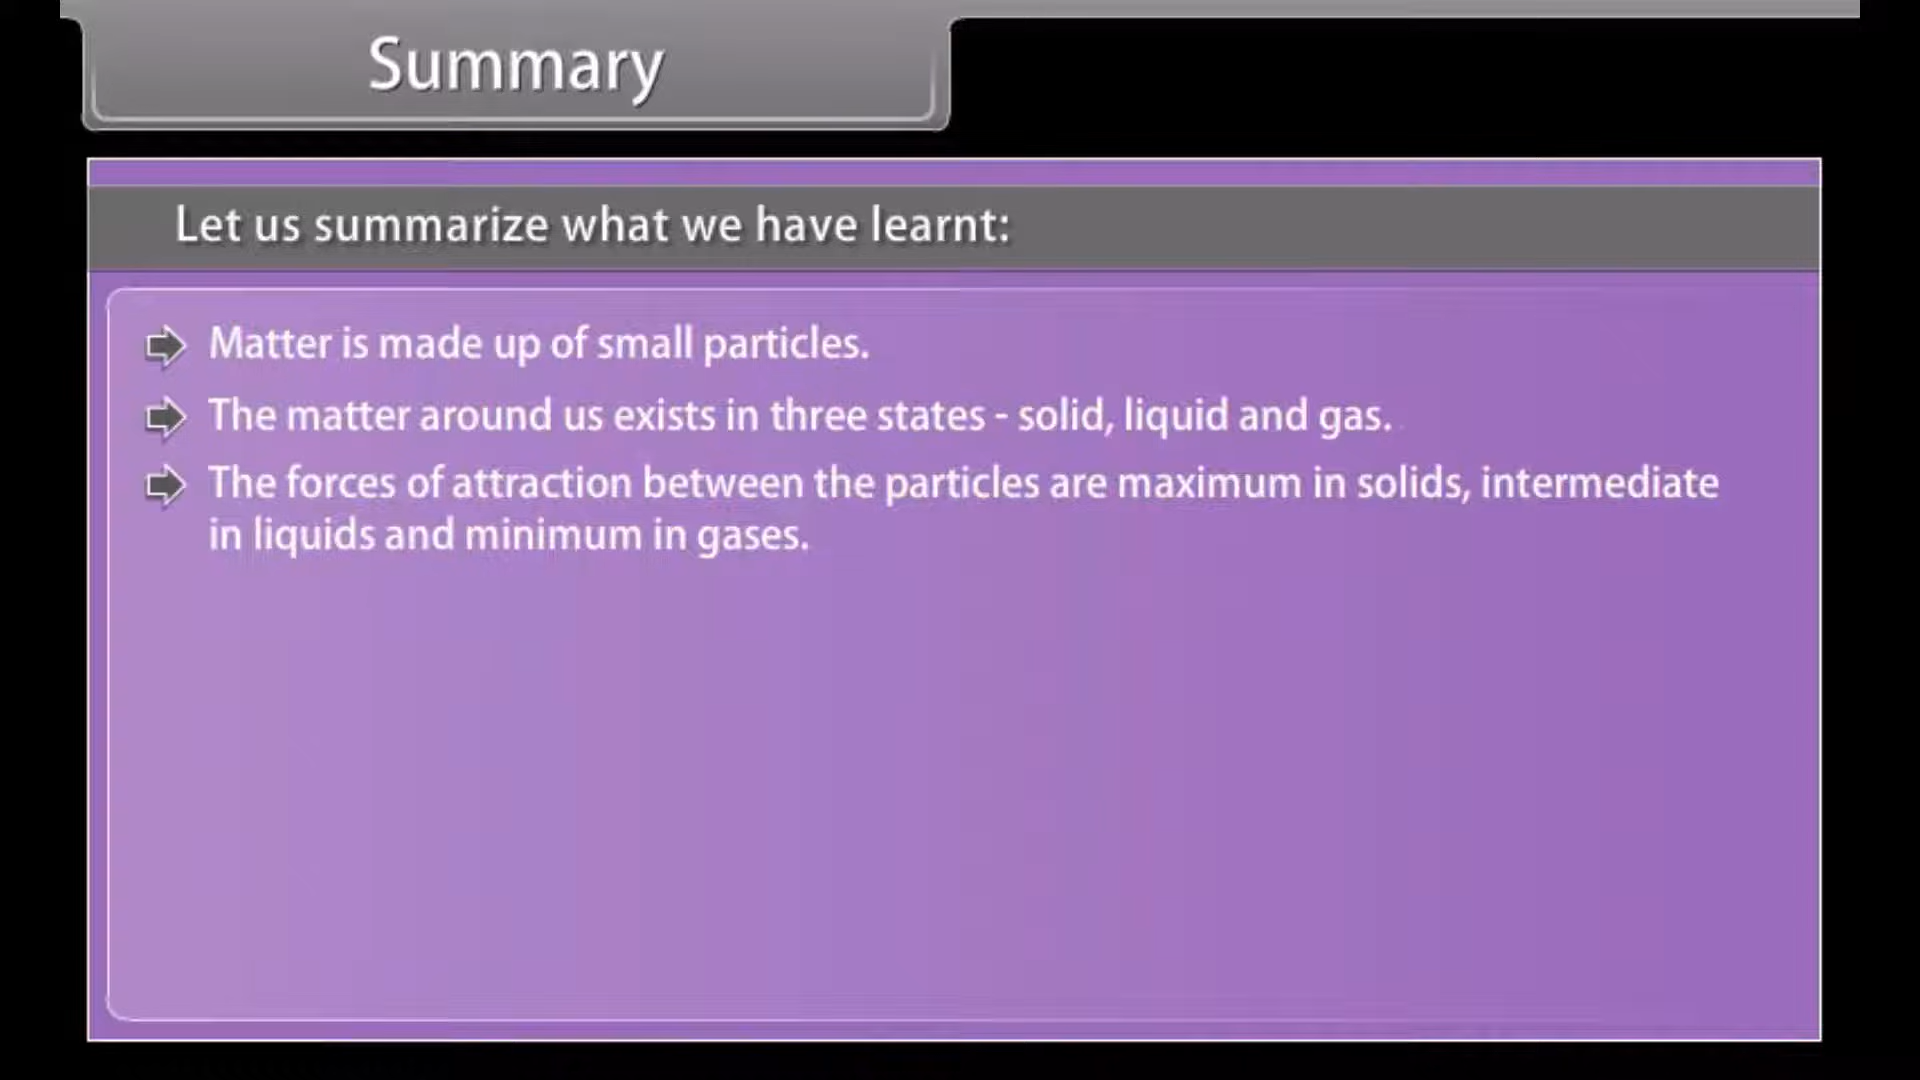 Summary
Let us summarize what we have learnt:
Matter is made up of small particles.
The matter around us exists in three states - solid, liquid and gas.
The forces of attraction between the particles are maximum in solids, intermediate
in liquids and minimum in gases.